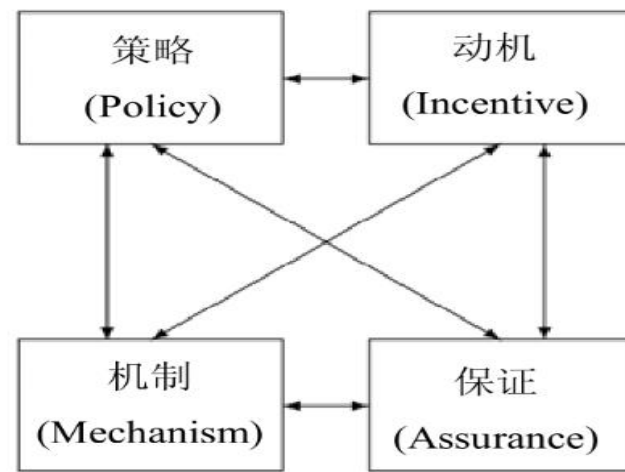 策略
(Policy)
动机
(Incentive)
机制
(Mechanism)
保证
(Assurance)